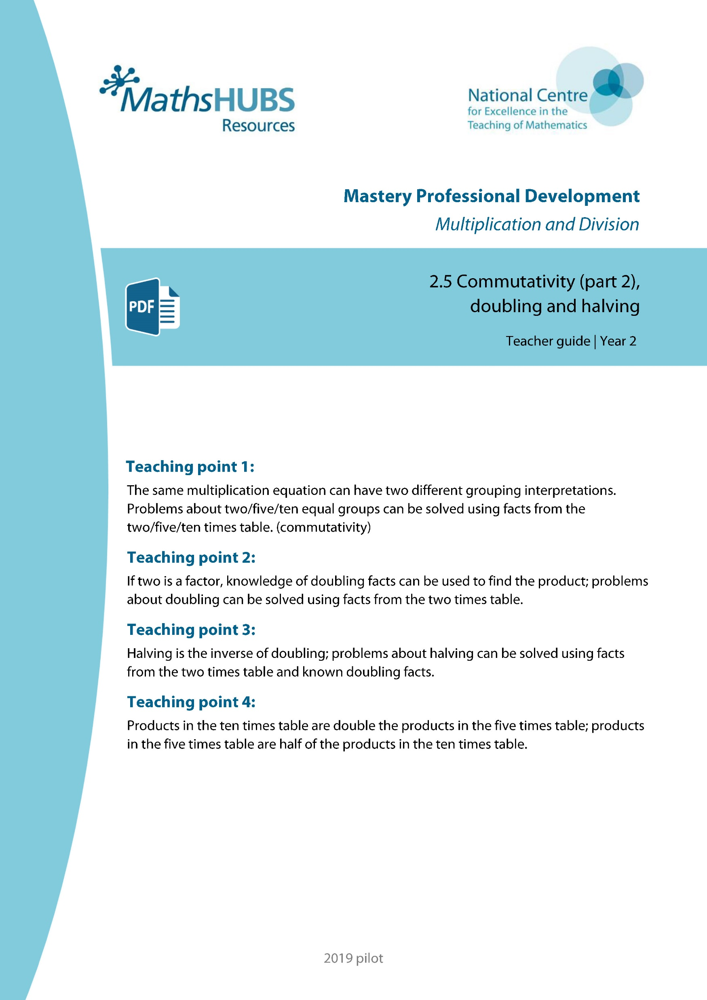 MathsHUBS
Resources
National Centre
for Excellence in the
Teaching of Mathematics
Mastery Professional Development
Multiplication and Division
PDF
2.5 Commutativity (part 2),
doubling and halving
Teacher guide | Year 2
Teaching point 1:
The same multiplication equation can have two different grouping interpretations.
Problems about two/five/ten equal groups can be solved using facts from the
two/five/ten times table. (commutativity)
Teaching point 2:
If two is a factor, knowledge of doubling facts can be used to find the product; problems
about doubling can be solved using facts from the two times table.
Teaching point 3:
Halving is the inverse of doubling; problems about halving can be solved using facts
from the two times table and known doubling facts.
Teaching point 4:
Products in the ten times table are double the products in the five times table; products
in the five times table are half of the products in the ten times table.
2019 pilot